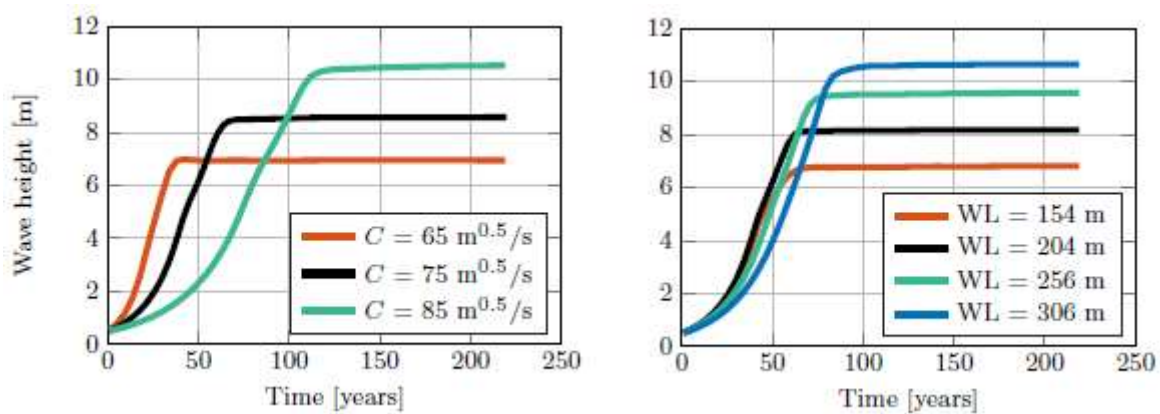 12
10
8
6
4
2
0
Wave height [m]
C = 65 m^0.5/s
C = 75 m^0.5/s
C = 85 m^0.5/s
0 50 100 150 200 250
Time [years]
12
10
8
6
4
2
0
WL = 154 m
WL = 204 m
WL = 256 m
WL = 306 m
0 50 100 150 200 250
Time [years]